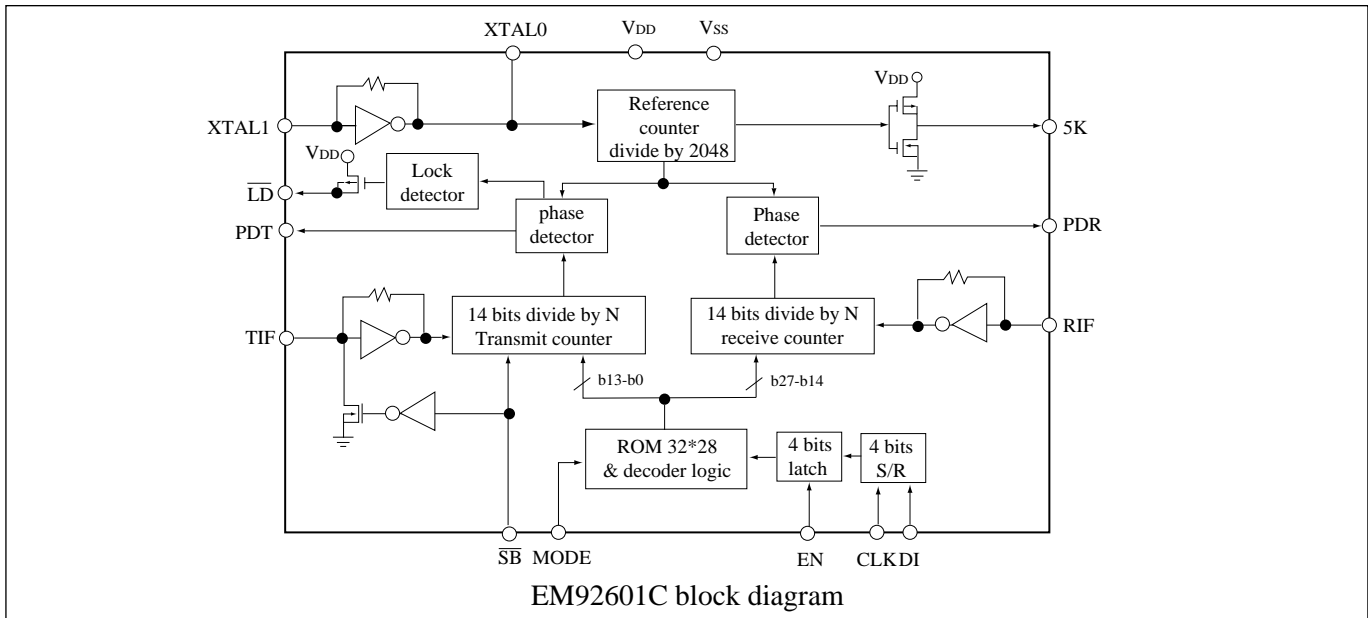 XTAL0
VDD
VSS
XTAL1
Reference
counter
divide by 2048
VDD
5K
VDD
Lock
detector
LD
phase
detector
Phase
detector
PDT
PDR
14 bits divide by N
Transmit counter
14 bits divide by N
receive counter
TIF
RIF
b13-b0
b27-b14
ROM 32*28
& decoder logic
4 bits
latch
4 bits
S/R
SB
MODE
EN
CLK
DI
EM92601C block diagram